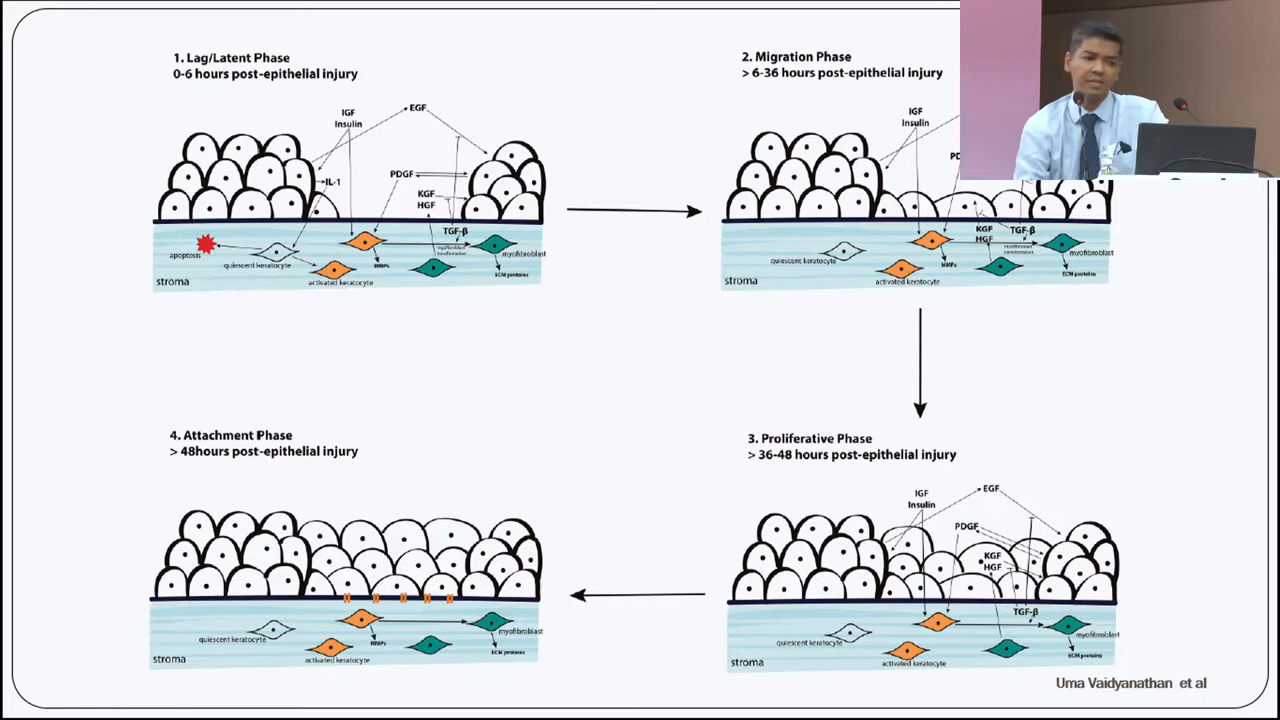 1. Lag/Latent Phase
0-6 hours post-epithelial injury
IGF
Insulin
EGF
IL-1
PDGF
KGF
HGF
TGF-β
apoptosis
quiescent keratocyte
MMPs
myofibroblast
transformation
myofibroblast
ECM proteins
stroma
activated keratocyte
2. Migration Phase
> 6-36 hours post-epithelial injury
IGF
Insulin
KGF
HGF
TGF-β
quiescent keratocyte
MMPs
myofibroblast
transformation
myofibroblast
ECM proteins
stroma
activated keratocyte
4. Attachment Phase
> 48hours post-epithelial injury
quiescent keratocyte
MMPs
myofibroblast
ECM proteins
stroma
activated keratocyte
3. Proliferative Phase
> 36-48 hours post-epithelial injury
IGF
Insulin
EGF
PDGF
KGF
HGF
TGF-β
quiescent keratocyte
myofibroblast
ECM proteins
stroma
activated keratocyte
Uma Vaidyanathan et al